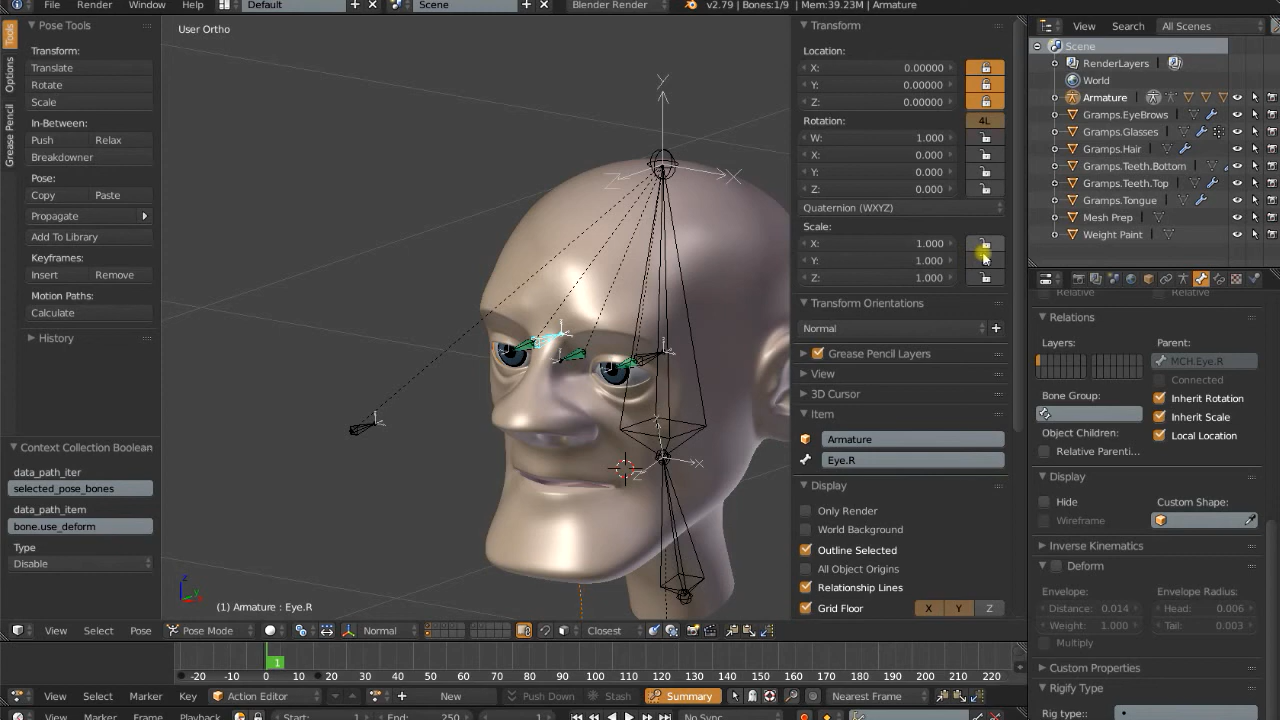 File Render Window Help Default Scene Blender Render v2.79 | Bones:1/9 | Mem:39.23M | Armature
Tools
Options
Grease Pencil
Pose Tools
Transform:
Translate
Rotate
Scale
In-Between:
Push Relax
Breakdowner
Pose:
Copy Paste
Propagate
Add To Library
Keyframes:
Insert Remove
Motion Paths:
Calculate
History
Context Collection Boolean
data_path_iter
selected_pose_bones
data_path_item
bone.use_deform
Type
Disable
User Ortho
Y
Z X
X
Z
z
y
(1) Armature : Eye.R
Transform
Location:
X: 0.00000
Y: 0.00000
Z: 0.00000
Rotation: 4L
W: 1.000
X: 0.000
Y: 0.000
Z: 0.000
Quaternion (WXYZ)
Scale:
X: 1.000
Y: 1.000
Z: 1.000
Transform Orientations
Normal
Grease Pencil Layers
View
3D Cursor
Item
Armature
Eye.R
Display
Only Render
World Background
Outline Selected
All Object Origins
Relationship Lines
Grid Floor X Y Z
View Search All Scenes
Scene
RenderLayers
World
Armature
Gramps.EyeBrows
Gramps.Glasses
Gramps.Hair
Gramps.Teeth.Bottom
Gramps.Teeth.Top
Gramps.Tongue
Mesh Prep
Weight Paint
Relative Relative
Relations
Layers: Parent:
MCH.Eye.R
Connected
Bone Group: Inherit Rotation
Inherit Scale
Object Children: Local Location
Relative Parenti...
Display
Hide Custom Shape:
Wireframe
Inverse Kinematics
Deform
Envelope: Envelope Radius:
Distance: 0.014 Head: 0.006
Weight: 1.000 Tail: 0.003
Multiply
Custom Properties
Rigify Type
Rig type:
View Select Pose Pose Mode Normal Closest
-20 -10 0 10 20 30 40 50 60 70 80 90 100 110 120 130 140 150 160 170 180 190 200 210 220
1
View Select Marker Key Action Editor New Push Down Stash Summary Nearest Frame
View Marker Frame Playback Start: 1 End: 250 1 No Sync